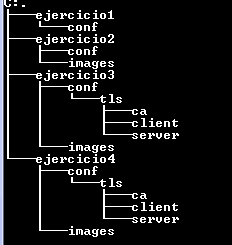 C:.
ejercicio1
conf
ejercicio2
conf
images
ejercicio3
conf
tls
ca
client
server
images
ejercicio4
conf
tls
ca
client
server
images